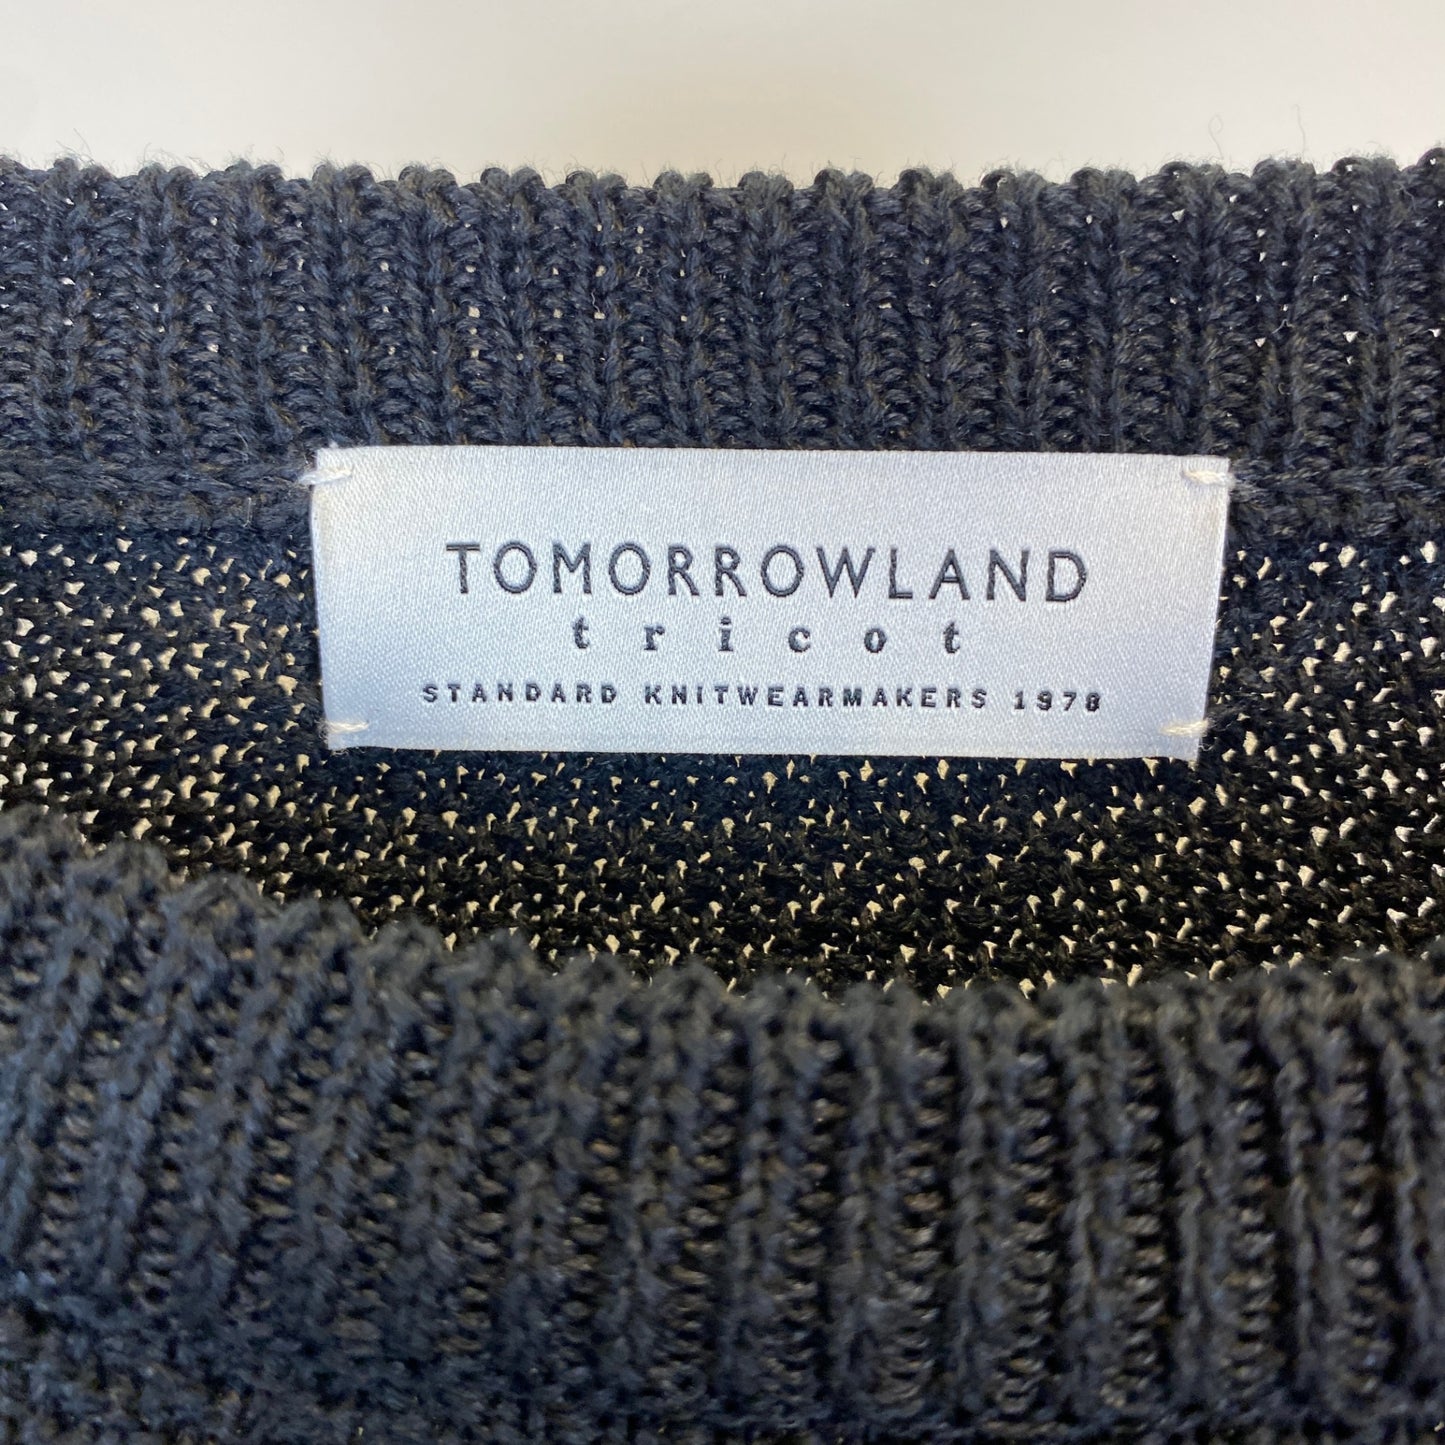 TOMORROWLAND
tricot
STANDARD KNITWEARMAKERS 1978